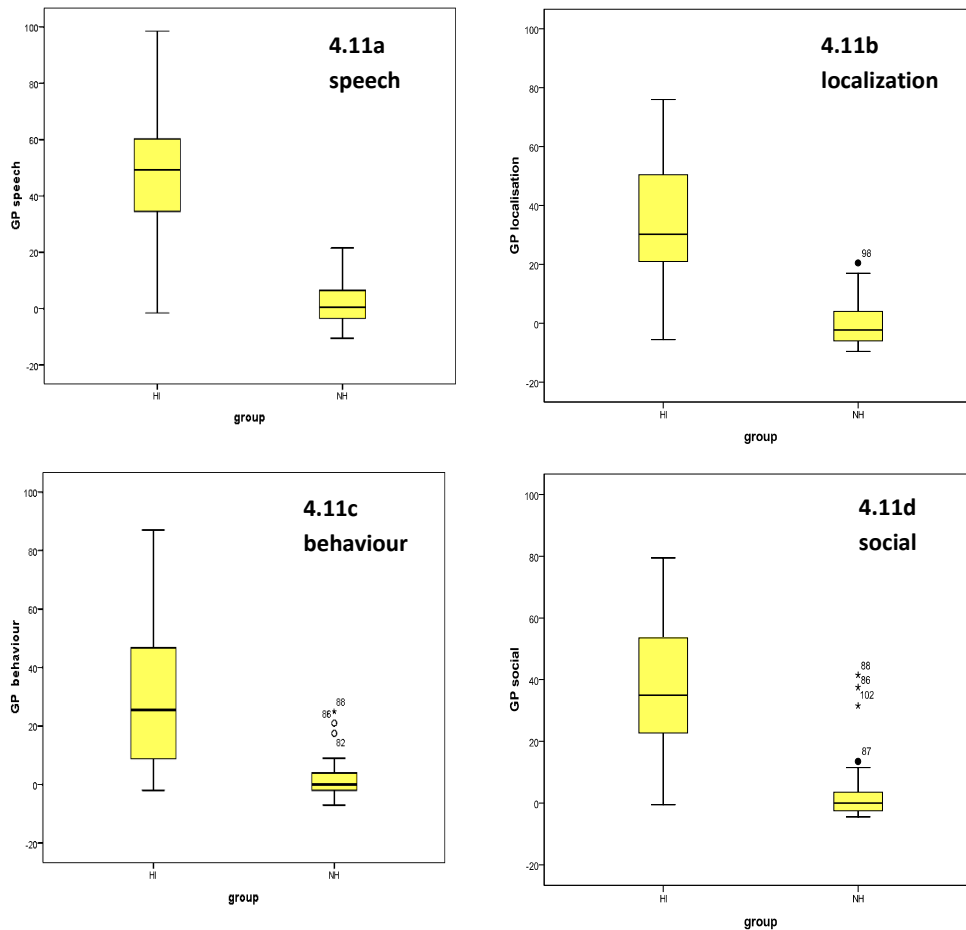 4.11a
speech
GP speech
100
80
60
40
20
0
-20
HI
NH
group
4.11b
localization
GP localisation
100
80
60
40
20
0
-20
98
HI
NH
group
4.11c
behaviour
GP behaviour
100
80
60
40
20
0
-20
88
86
82
HI
NH
group
4.11d
social
GP social
100
80
60
40
20
0
-20
88
86
102
87
HI
NH
group